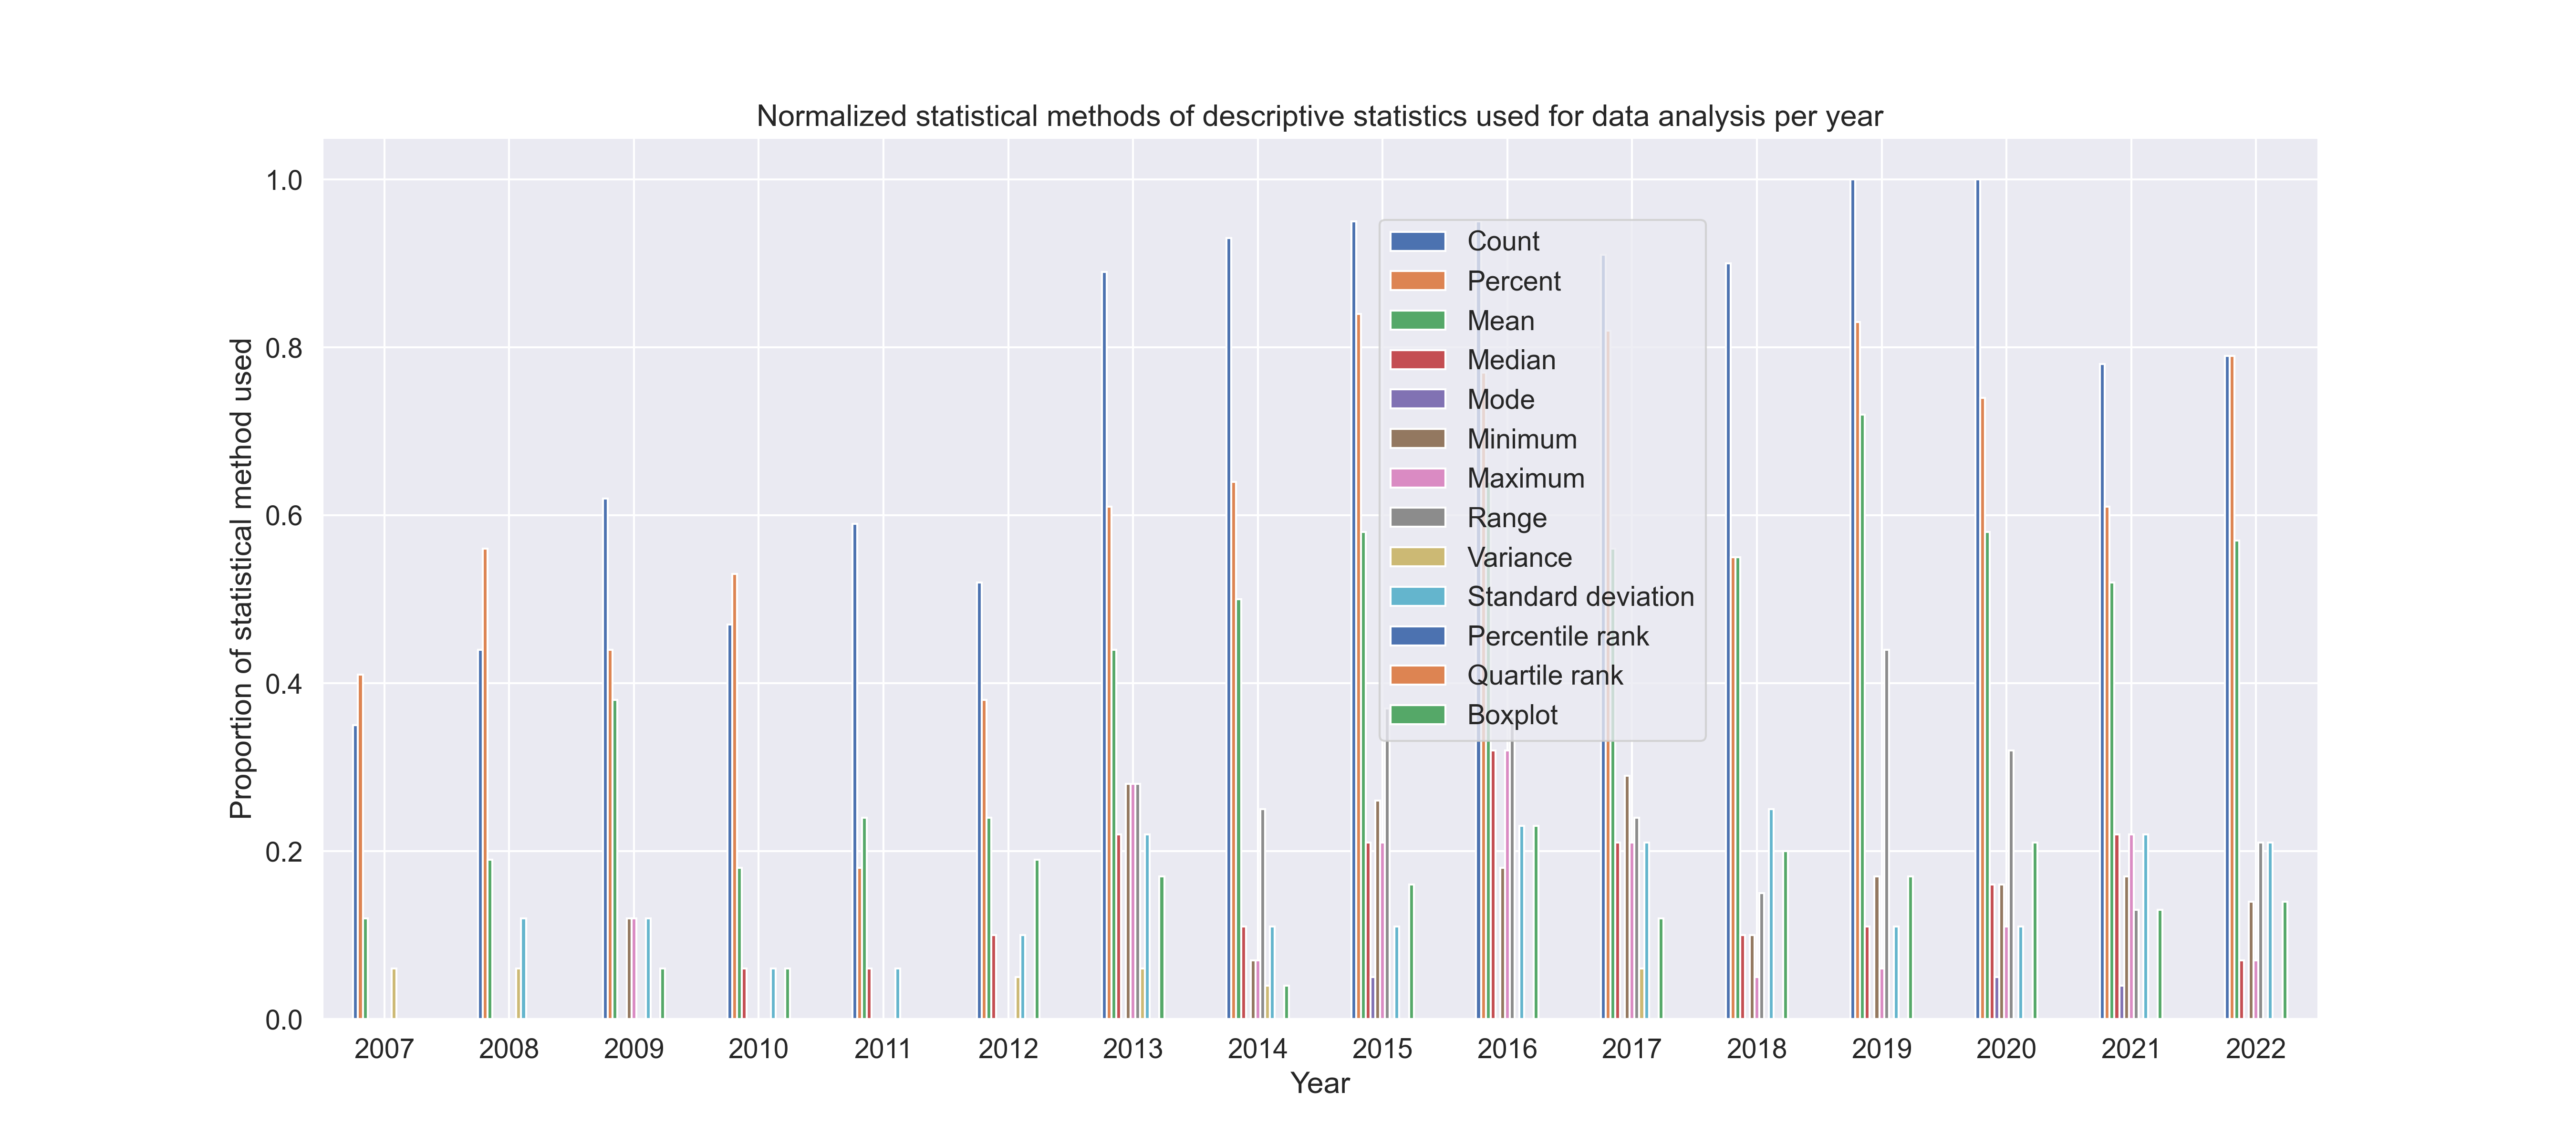 Normalized statistical methods of descriptive statistics used for data analysis per year
Proportion of statistical method used
1.0
0.8
0.6
0.4
0.2
0.0
Count
Percent
Mean
Median
Mode
Minimum
Maximum
Range
Variance
Standard deviation
Percentile rank
Quartile rank
Boxplot
2007 2008 2009 2010 2011 2012 2013 2014 2015 2016 2017 2018 2019 2020 2021 2022
Year